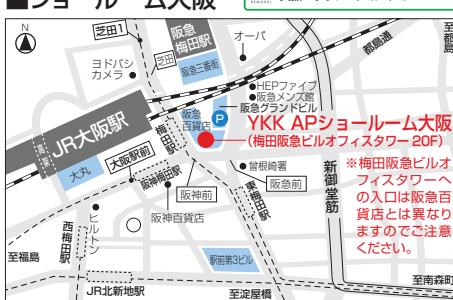 ■ショールーム大阪
N
芝田1
阪急
梅田駅
オーパ
都島通
至都島
ヨドバシ
カメラ
芝田
阪急三番街
HEPファイブ
阪急メンズ館
阪急グランドビル
阪急
百貨店
P
JR大阪駅
梅田駅
YKK APショールーム大阪
(梅田阪急ビルオフィスタワー 20F)
大丸
大阪駅前
曾根崎署
新御堂筋
※梅田阪急ビルオ
フィスタワーへ
の入口は阪急百
貨店とは異なり
ますのでご注意
ください。
阪神梅田駅
阪神前
阪急前
東梅田駅
阪神百貨店
西梅田駅
ヒルトン
至福島
駅前第3ビル
JR北新地駅
至淀屋橋
至南森町